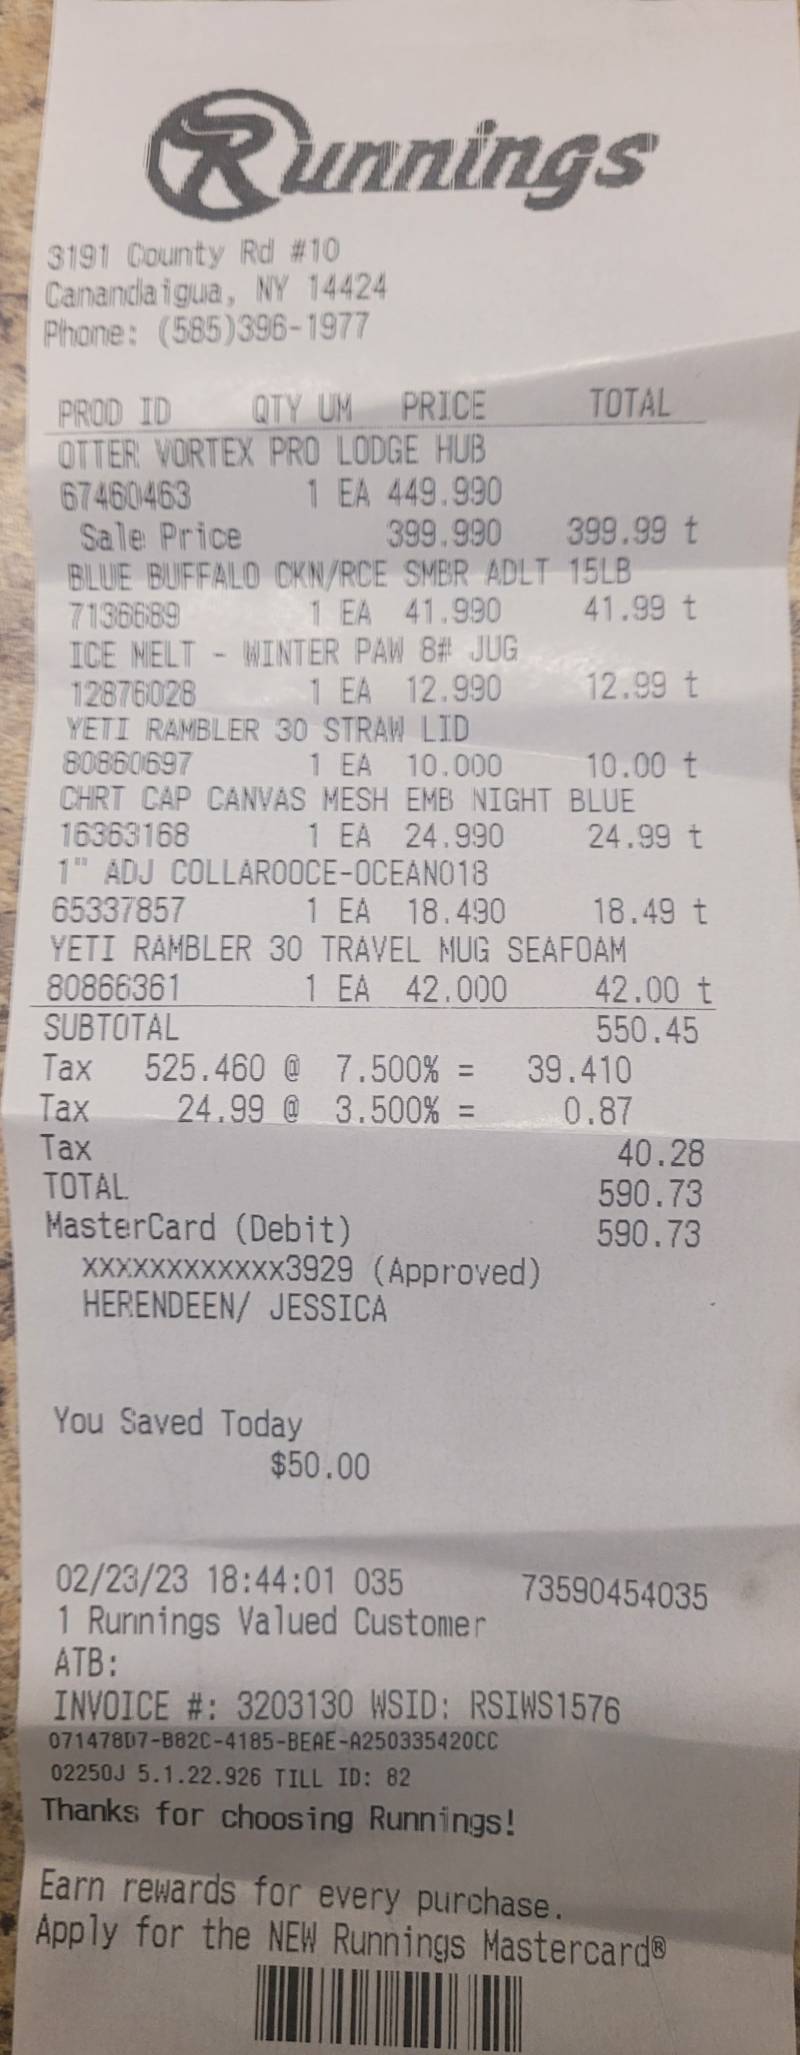 Runnings
3191 County Rd #10
Canandaigua, NY 14424
Phone: (585)396-1977
PROD ID QTY UM PRICE TOTAL
OTTER VORTEX PRO LODGE HUB
67460463 1 EA 449.990
Sale Price 399.990 399.99 t
BLUE BUFFALO CKN/RCE SMBR ADLT 15LB
7136689 1 EA 41.990 41.99 t
ICE MELT - WINTER PAW 8# JUG
12876028 1 EA 12.990 12.99 t
YETI RAMBLER 30 STRAW LID
80860697 1 EA 10.000 10.00 t
CHRT CAP CANVAS MESH EMB NIGHT BLUE
16363168 1 EA 24.990 24.99 t
1" ADJ COLLAROOCE-OCEANO18
65337857 1 EA 18.490 18.49 t
YETI RAMBLER 30 TRAVEL MUG SEAFOAM
80866361 1 EA 42.000 42.00 t
SUBTOTAL 550.45
Tax 525.460 @ 7.500% = 39.410
Tax 24.99 @ 3.500% = 0.87
Tax 40.28
TOTAL 590.73
MasterCard (Debit) 590.73
xxxxxxxxxxxx3929 (Approved)
HERENDEEN/ JESSICA
You Saved Today
$50.00
02/23/23 18:44:01 035 73590454035
1 Runnings Valued Customer
ATB:
INVOICE #: 3203130 WSID: RSIWS1576
071478D7-B82C-4185-BEAE-A250335420CC
02250J 5.1.22.926 TILL ID: 82
Thanks for choosing Runnings!
Earn rewards for every purchase.
Apply for the NEW Runnings Mastercard®